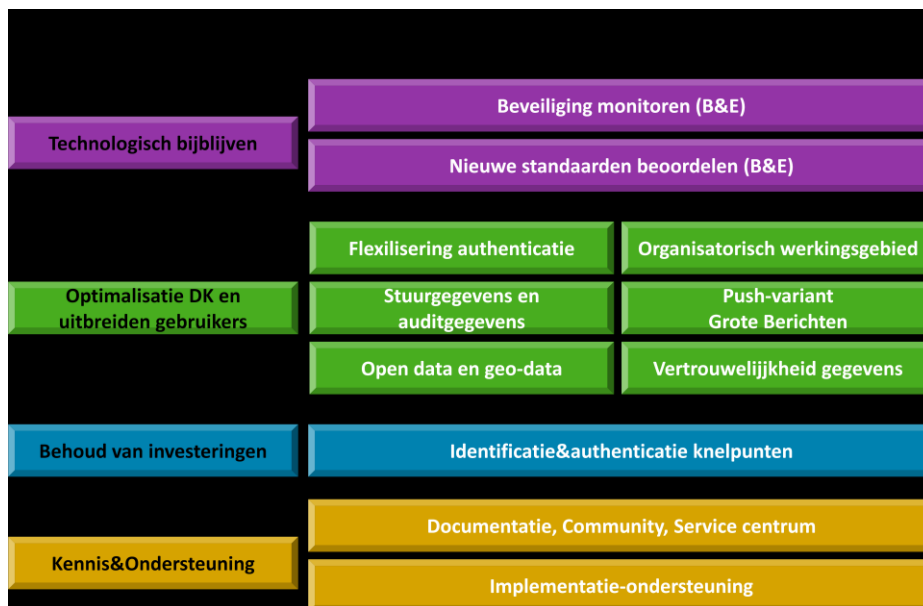 Technologisch bijblijven
Beveiliging monitoren (B&E)
Nieuwe standaarden beoordelen (B&E)
Optimalisatie DK en
uitbreiden gebruikers
Flexilisering authenticatie
Organisatorisch werkingsgebied
Stuurgegevens en
auditgegevens
Push-variant
Grote Berichten
Open data en geo-data
Vertrouwelijjkheid gegevens
Behoud van investeringen
Identificatie&authenticatie knelpunten
Kennis&Ondersteuning
Documentatie, Community, Service centrum
Implementatie-ondersteuning